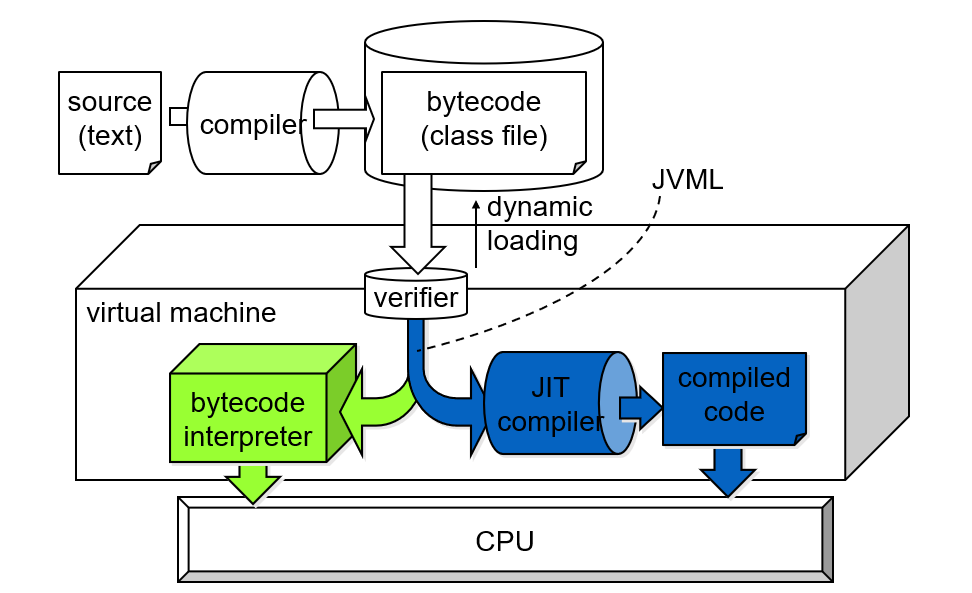 source
(text)
compiler
bytecode
(class file)
JVML
dynamic
loading
verifier
virtual machine
bytecode
interpreter
JIT
compiler
compiled
code
CPU